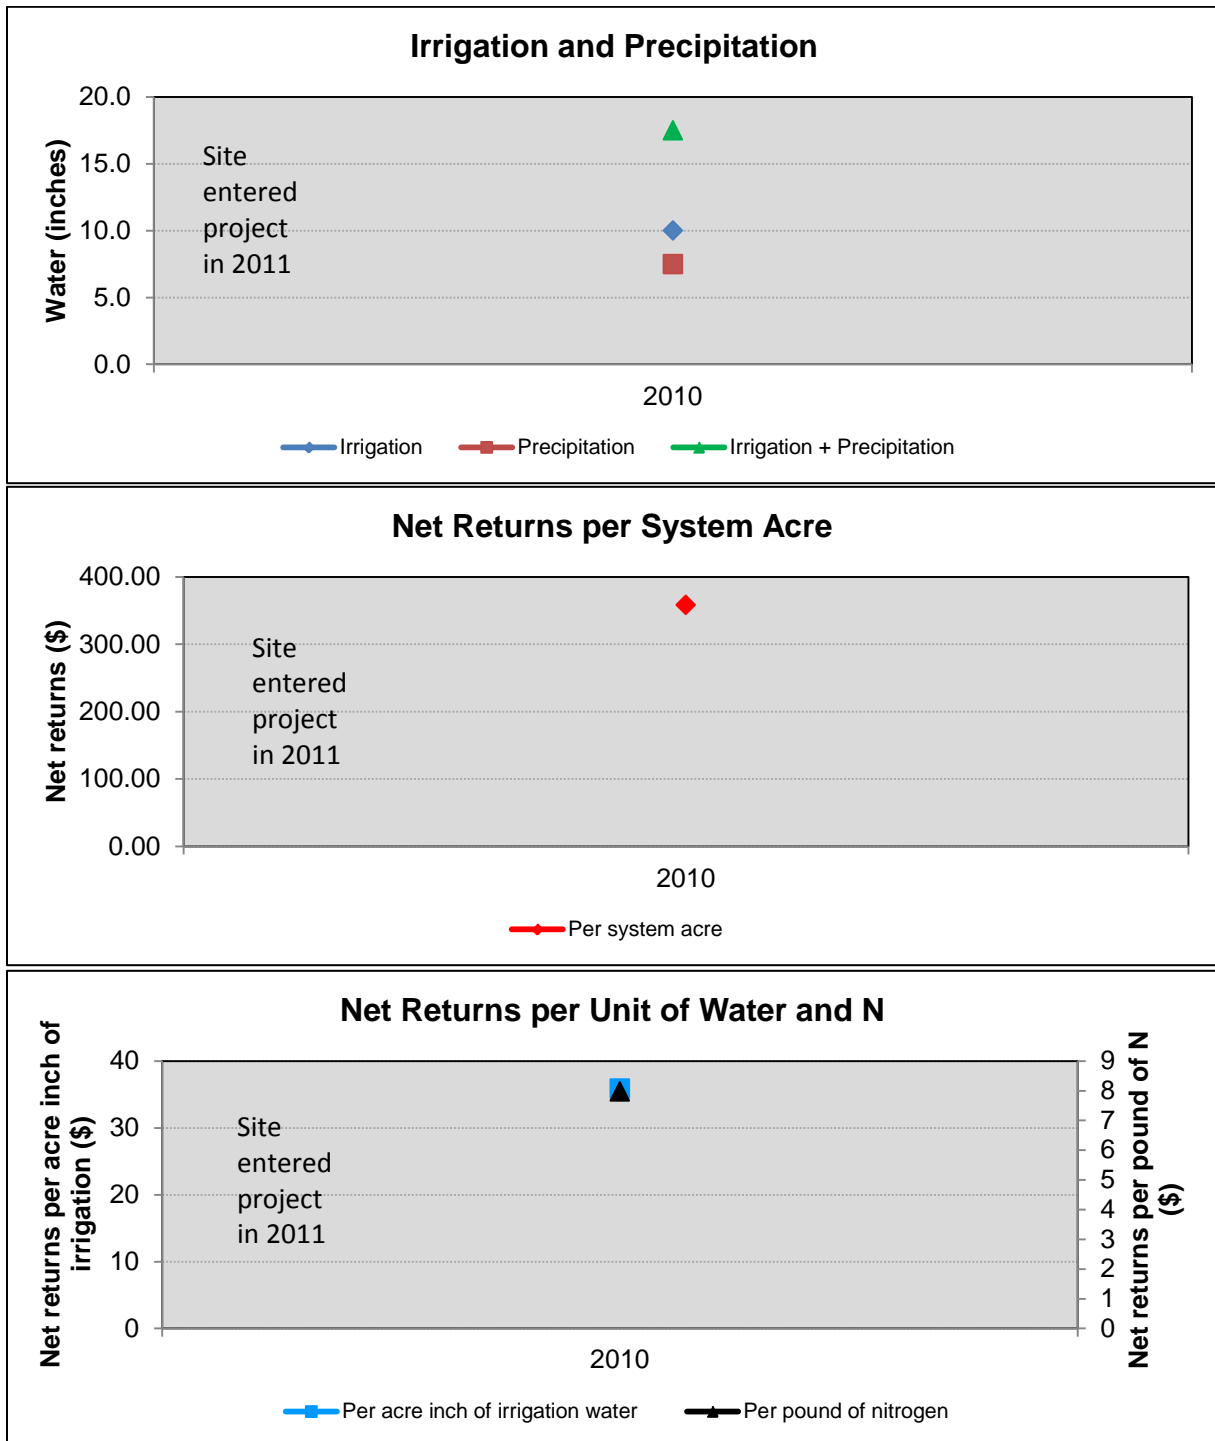 Irrigation and Precipitation
Water (inches)
20.0
15.0
10.0
5.0
0.0
Site
entered
project
in 2011
2010
Irrigation Precipitation Irrigation + Precipitation
Net Returns per System Acre
Net returns ($)
400.00
300.00
200.00
100.00
0.00
Site
entered
project
in 2011
2010
Per system acre
Net Returns per Unit of Water and N
Net returns per acre inch of
irrigation ($)
40
30
20
10
0
Site
entered
project
in 2011
9
8
7
6
5
4
3
2
1
0
Net returns per pound of N
($)
2010
Per acre inch of irrigation water Per pound of nitrogen